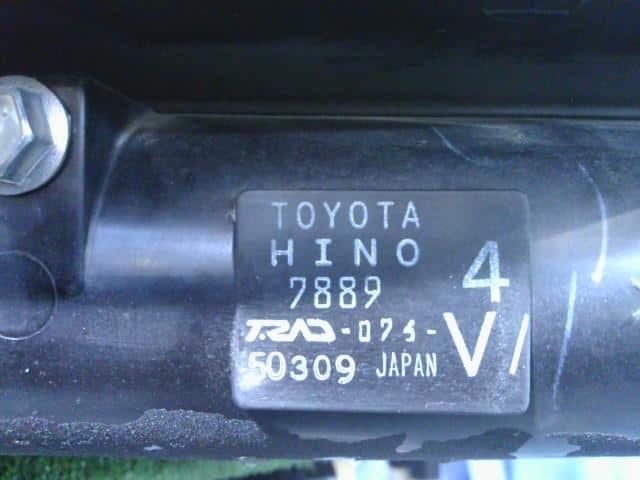 TOYOTA
HINO
7889
4
T.RAD -073-
50309 JAPAN
V/